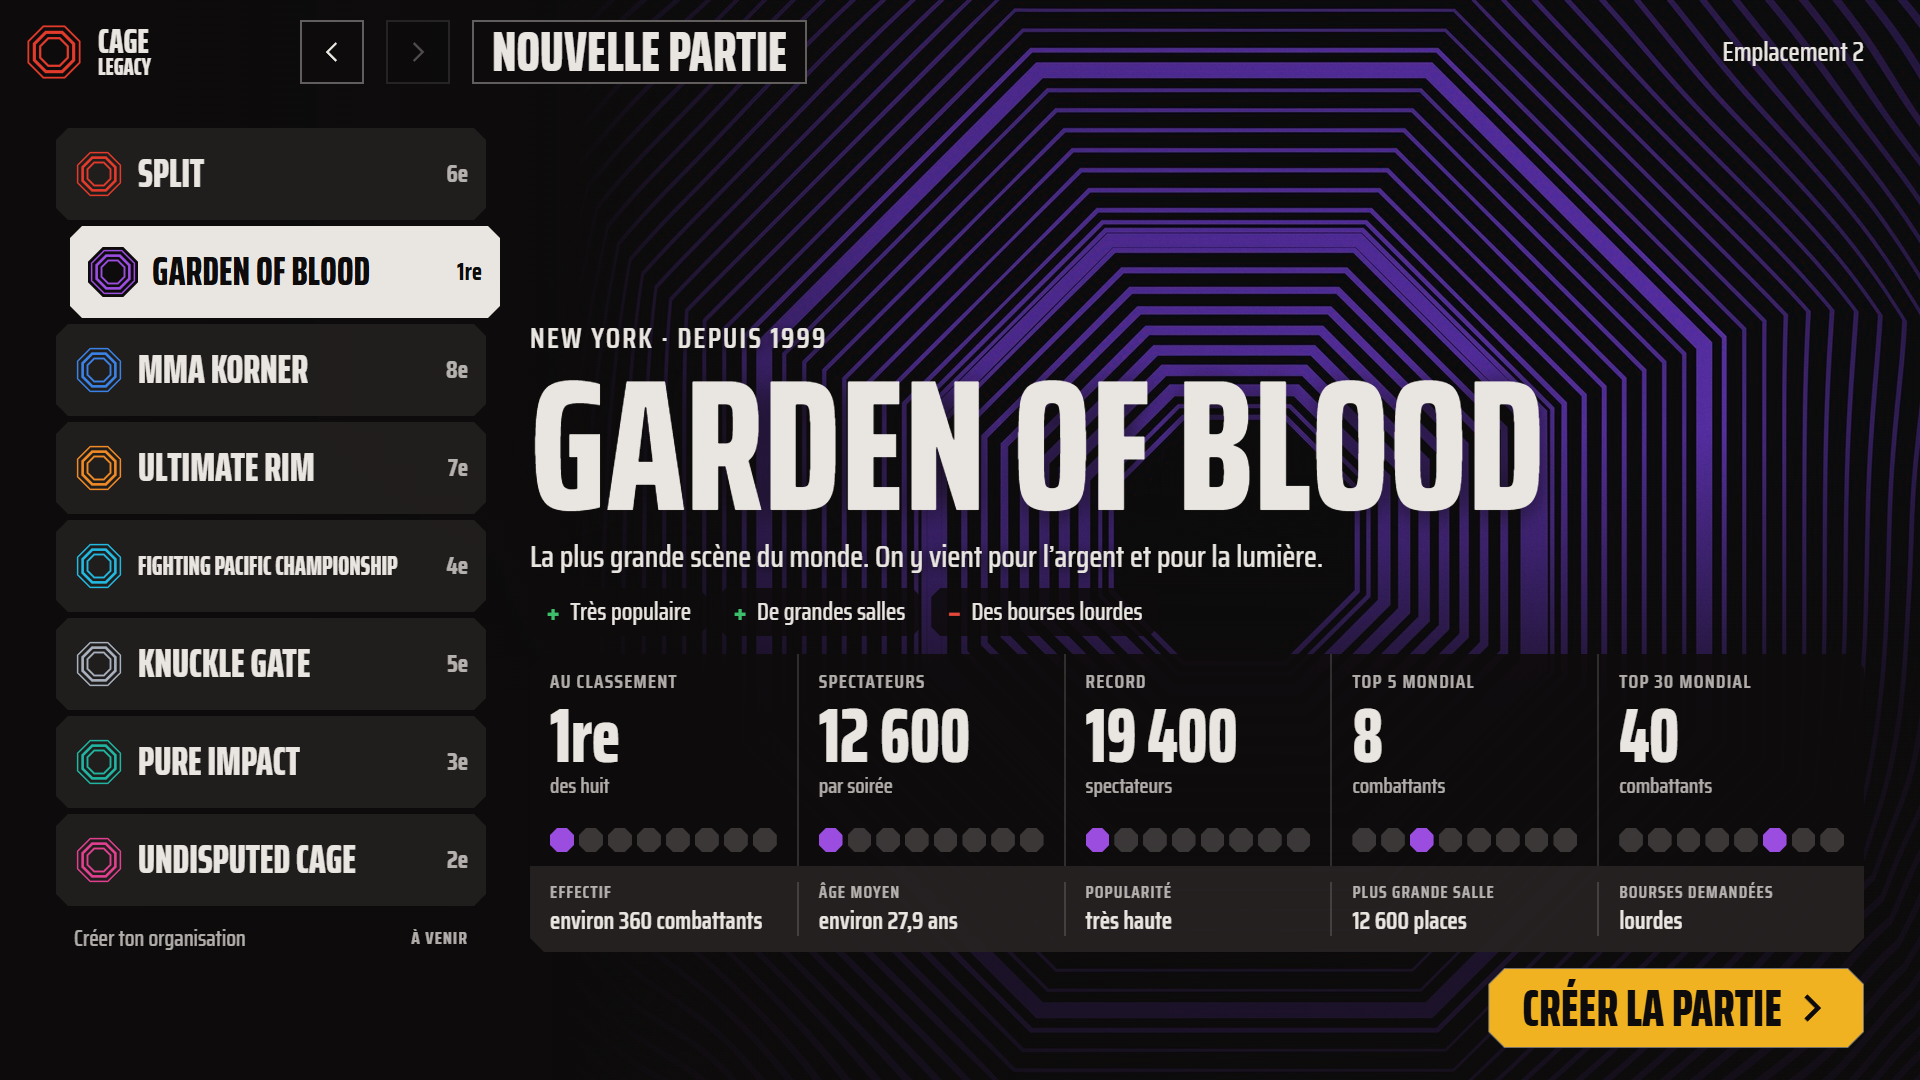 CAGE
LEGACY
NOUVELLE PARTIE
Emplacement 2
SPLIT
6e
GARDEN OF BLOOD
1re
MMA KORNER
8e
ULTIMATE RIM
7e
FIGHTING PACIFIC CHAMPIONSHIP
4e
KNUCKLE GATE
5e
PURE IMPACT
3e
UNDISPUTED CAGE
2e
Créer ton organisation
À VENIR
NEW YORK · DEPUIS 1999
GARDEN OF BLOOD
La plus grande scène du monde. On y vient pour l’argent et pour la lumière.
+ Très populaire
+ De grandes salles
− Des bourses lourdes
AU CLASSEMENT
1re
des huit
SPECTATEURS
12 600
par soirée
RECORD
19 400
spectateurs
TOP 5 MONDIAL
8
combattants
TOP 30 MONDIAL
40
combattants
EFFECTIF
environ 360 combattants
ÂGE MOYEN
environ 27,9 ans
POPULARITÉ
très haute
PLUS GRANDE SALLE
12 600 places
BOURSES DEMANDÉES
lourdes
CRÉER LA PARTIE